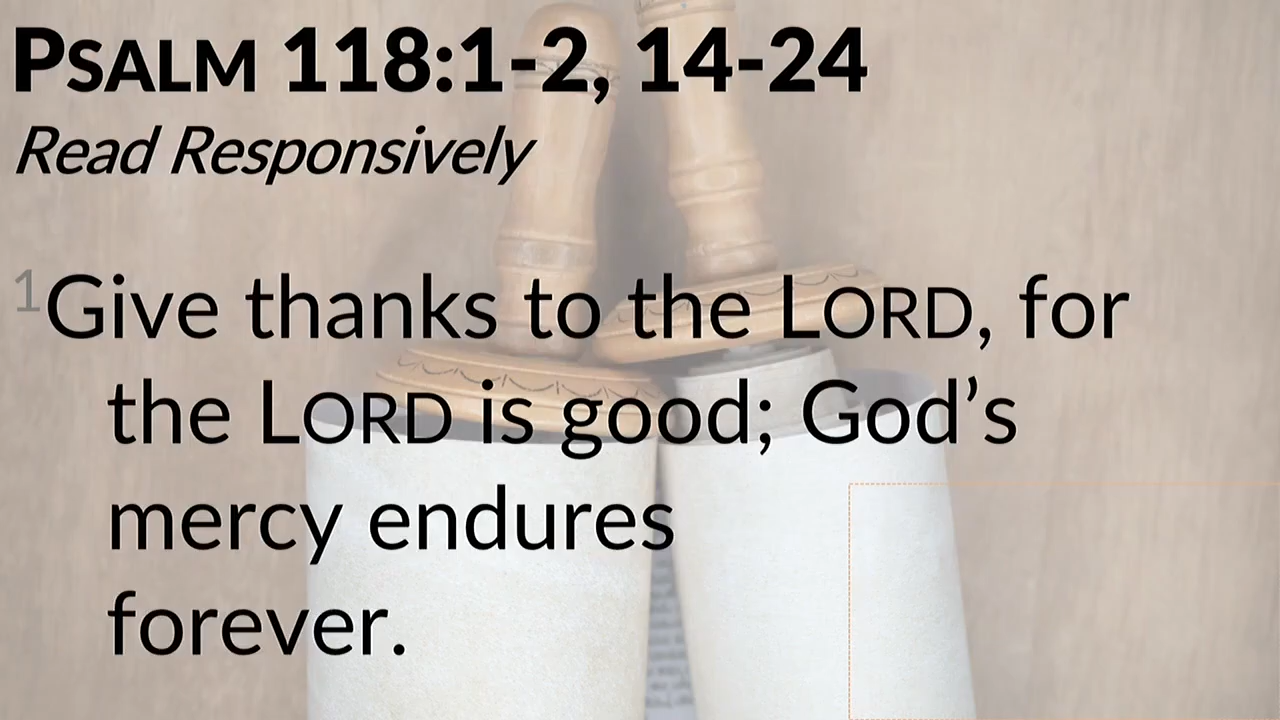 PSALM 118:1-2, 14-24
Read Responsively
1Give thanks to the LORD, for
the LORD is good; God’s
mercy endures
forever.